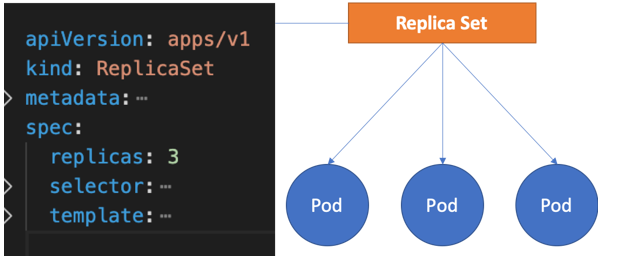 apiVersion: apps/v1
kind: ReplicaSet
metadata:⋯
spec:
  replicas: 3
  selector:⋯
  template:⋯
Replica Set
Pod
Pod
Pod